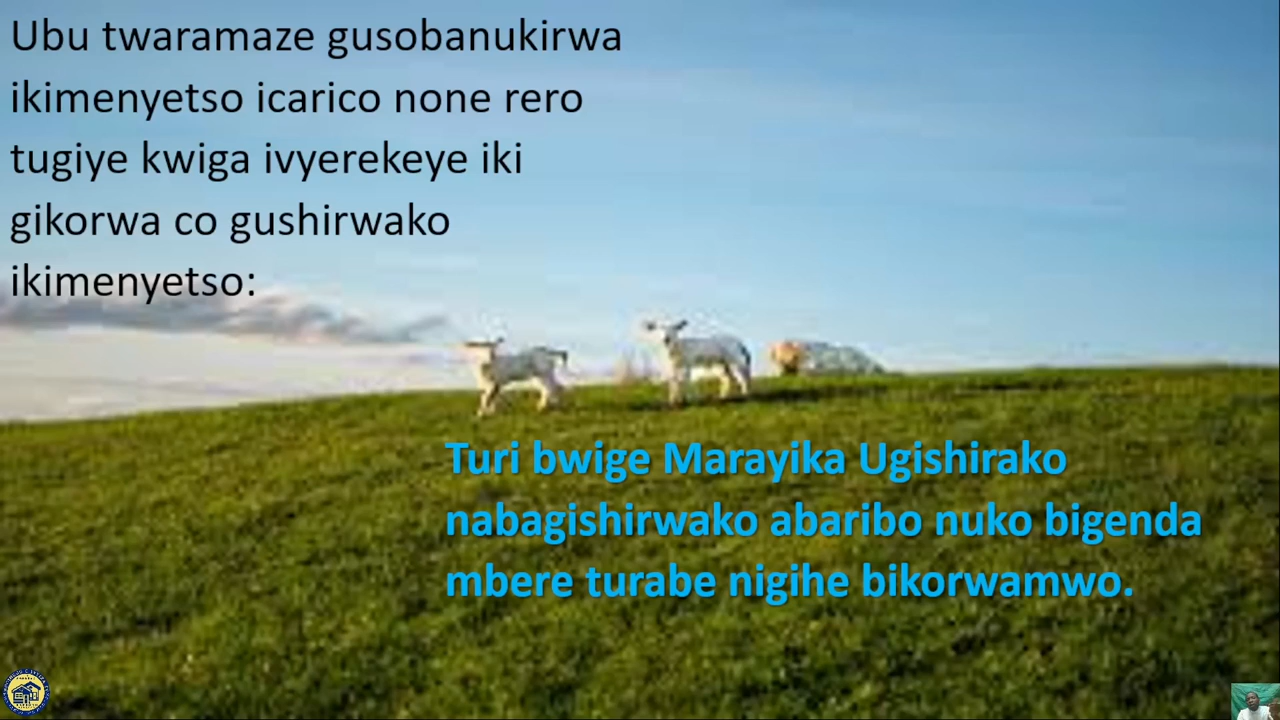 Ubu twaramaze gusobanukirwa
ikimenyetso icarico none rero
tugiye kwiga ivyerekeye iki
gikorwa co gushirwako
ikimenyetso:
Turi bwige Marayika Ugishirako
nabagishirwako abaribo nuko bigenda
mbere turabe nigihe bikorwamwo.